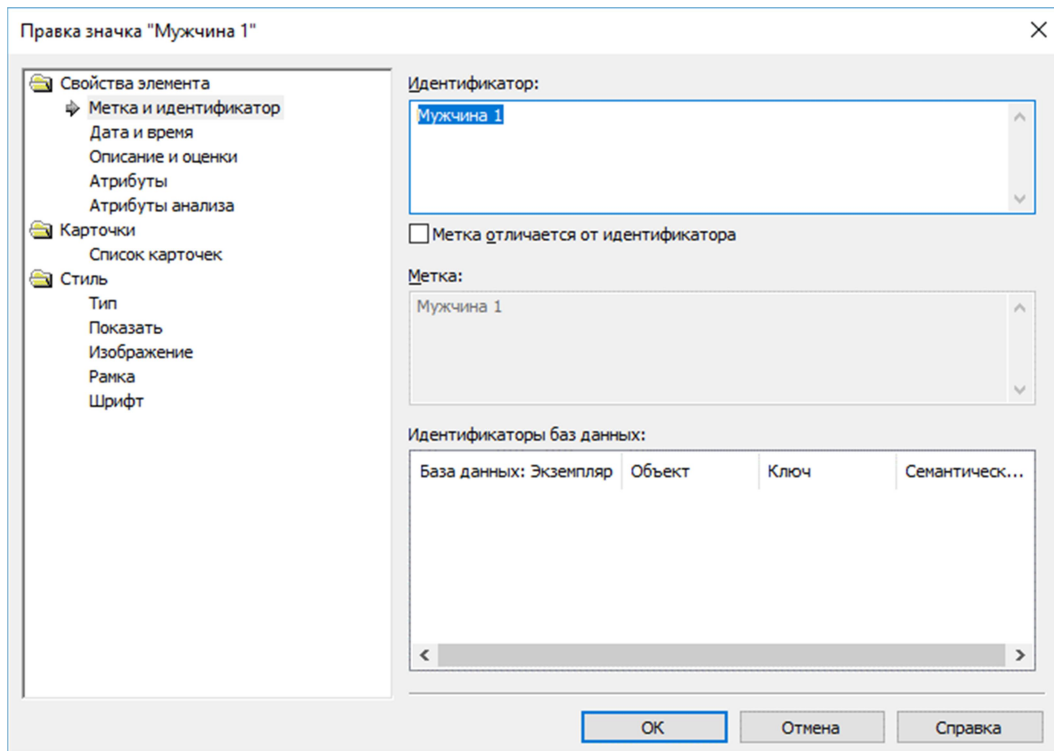 Правка значка "Мужчина 1"
Свойства элемента
Метка и идентификатор
Дата и время
Описание и оценки
Атрибуты
Атрибуты анализа
Карточки
Список карточек
Стиль
Тип
Показать
Изображение
Рамка
Шрифт
Идентификатор:
Мужчина 1
Метка отличается от идентификатора
Метка:
Мужчина 1
Идентификаторы баз данных:
База данных: Экземпляр Объект Ключ Семантическ...
ОК Отмена Справка